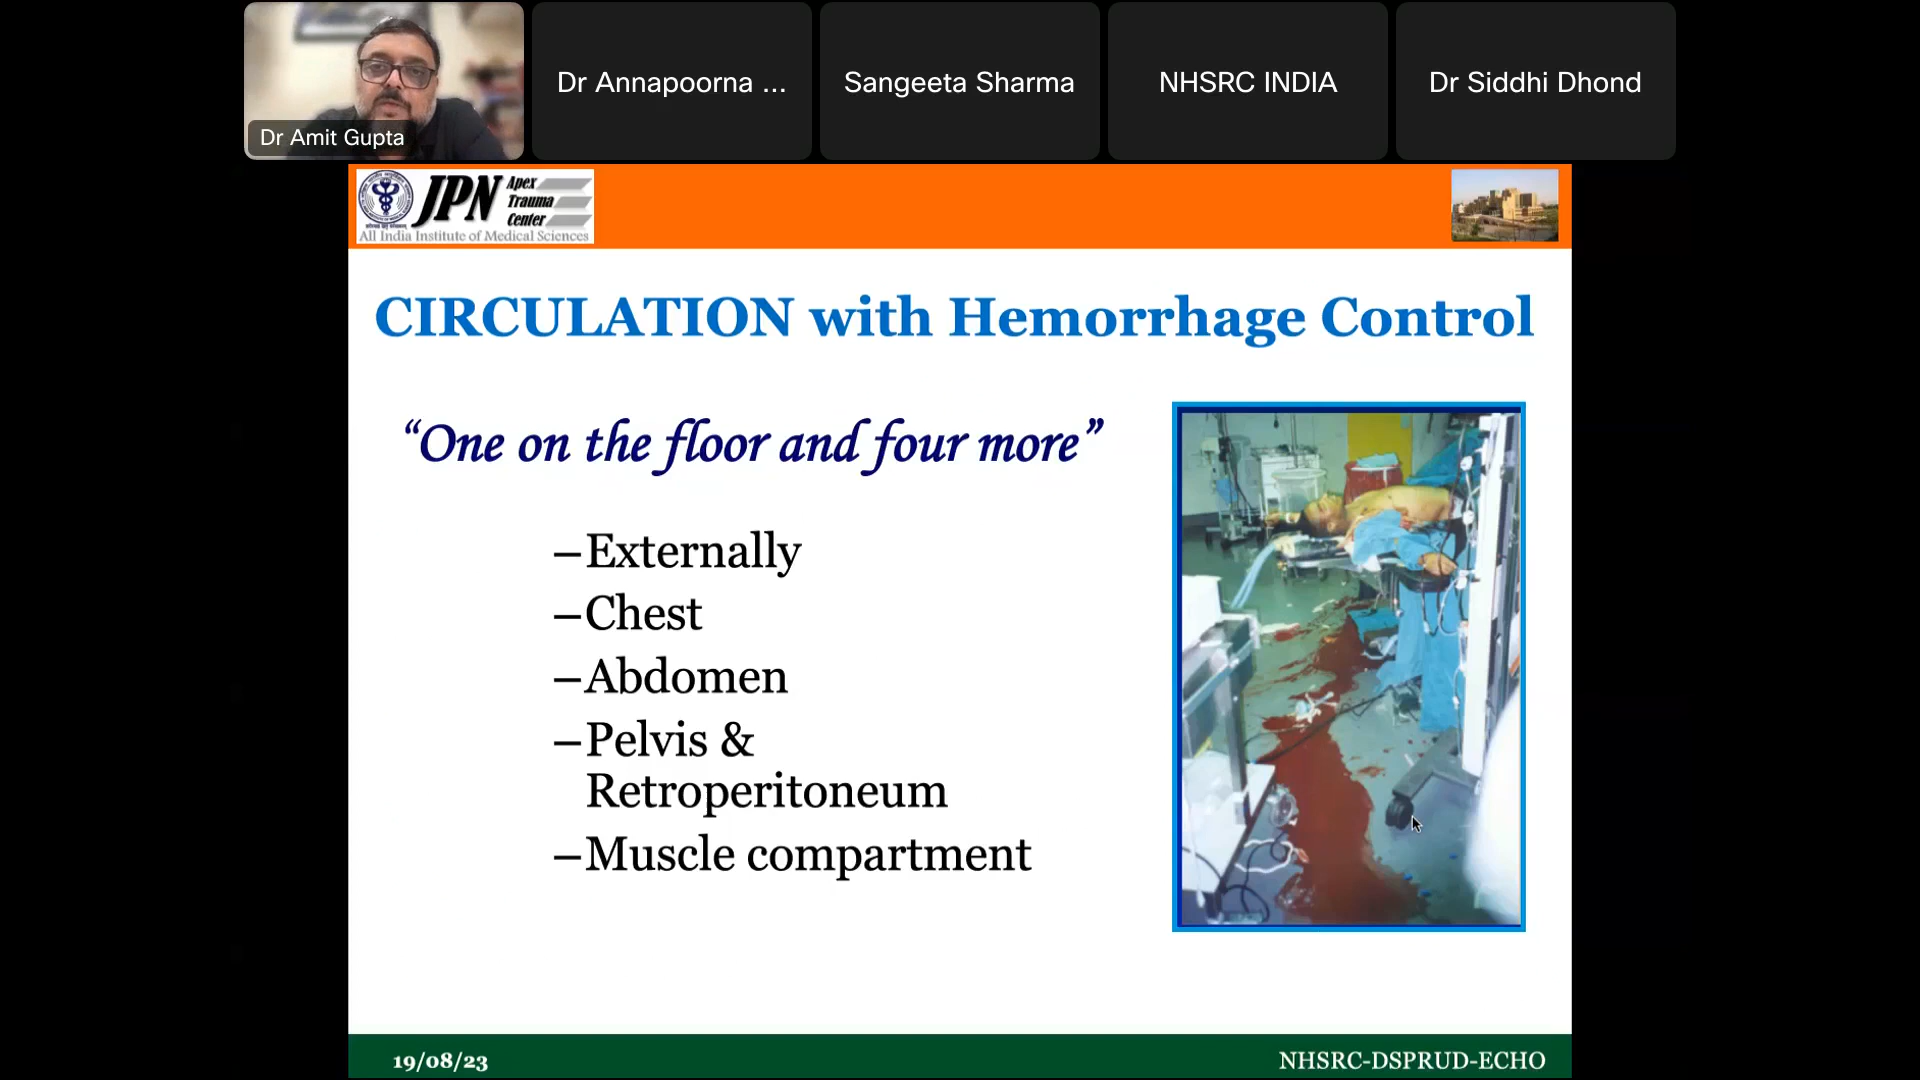 Dr Amit Gupta
Dr Annapoorna ...
Sangeeta Sharma
NHSRC INDIA
Dr Siddhi Dhond
JPN Apex
Trauma
Center
All India Institute of Medical Sciences
CIRCULATION with Hemorrhage Control
“One on the floor and four more”
–Externally
–Chest
–Abdomen
–Pelvis &
Retroperitoneum
–Muscle compartment
19/08/23
NHSRC-DSPRUD-ECHO